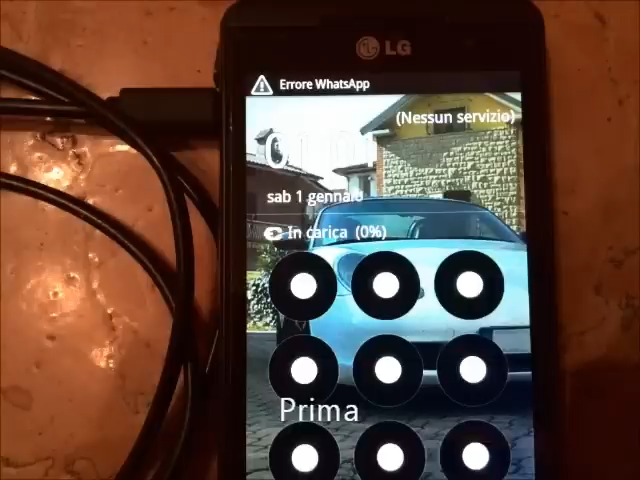 LG
Errore WhatsApp
(Nessun servizio)
sab 1 gennaio
In carica (0%)
Prima